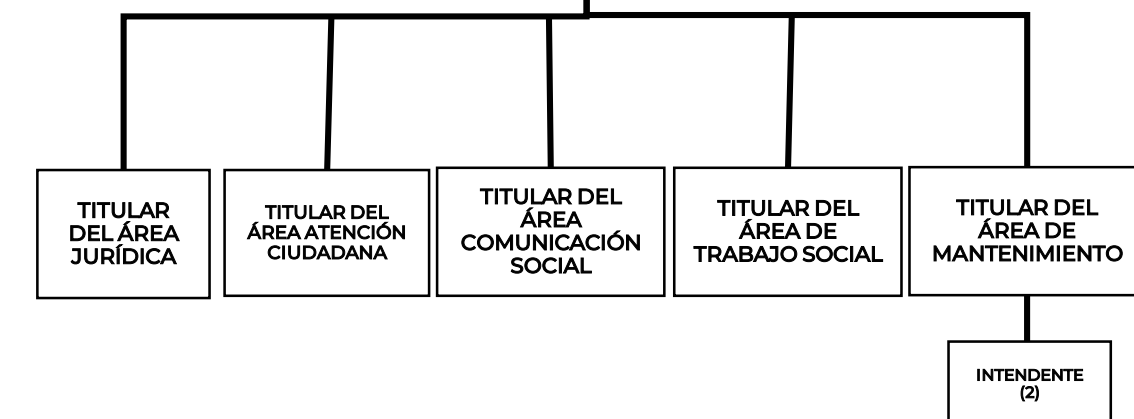 TITULAR
DEL ÁREA
JURÍDICA
TITULAR DEL
ÁREA ATENCIÓN
CIUDADANA
TITULAR DEL
ÁREA
COMUNICACIÓN
SOCIAL
TITULAR DEL
ÁREA DE
TRABAJO SOCIAL
TITULAR DEL
ÁREA DE
MANTENIMIENTO
INTENDENTE
(2)